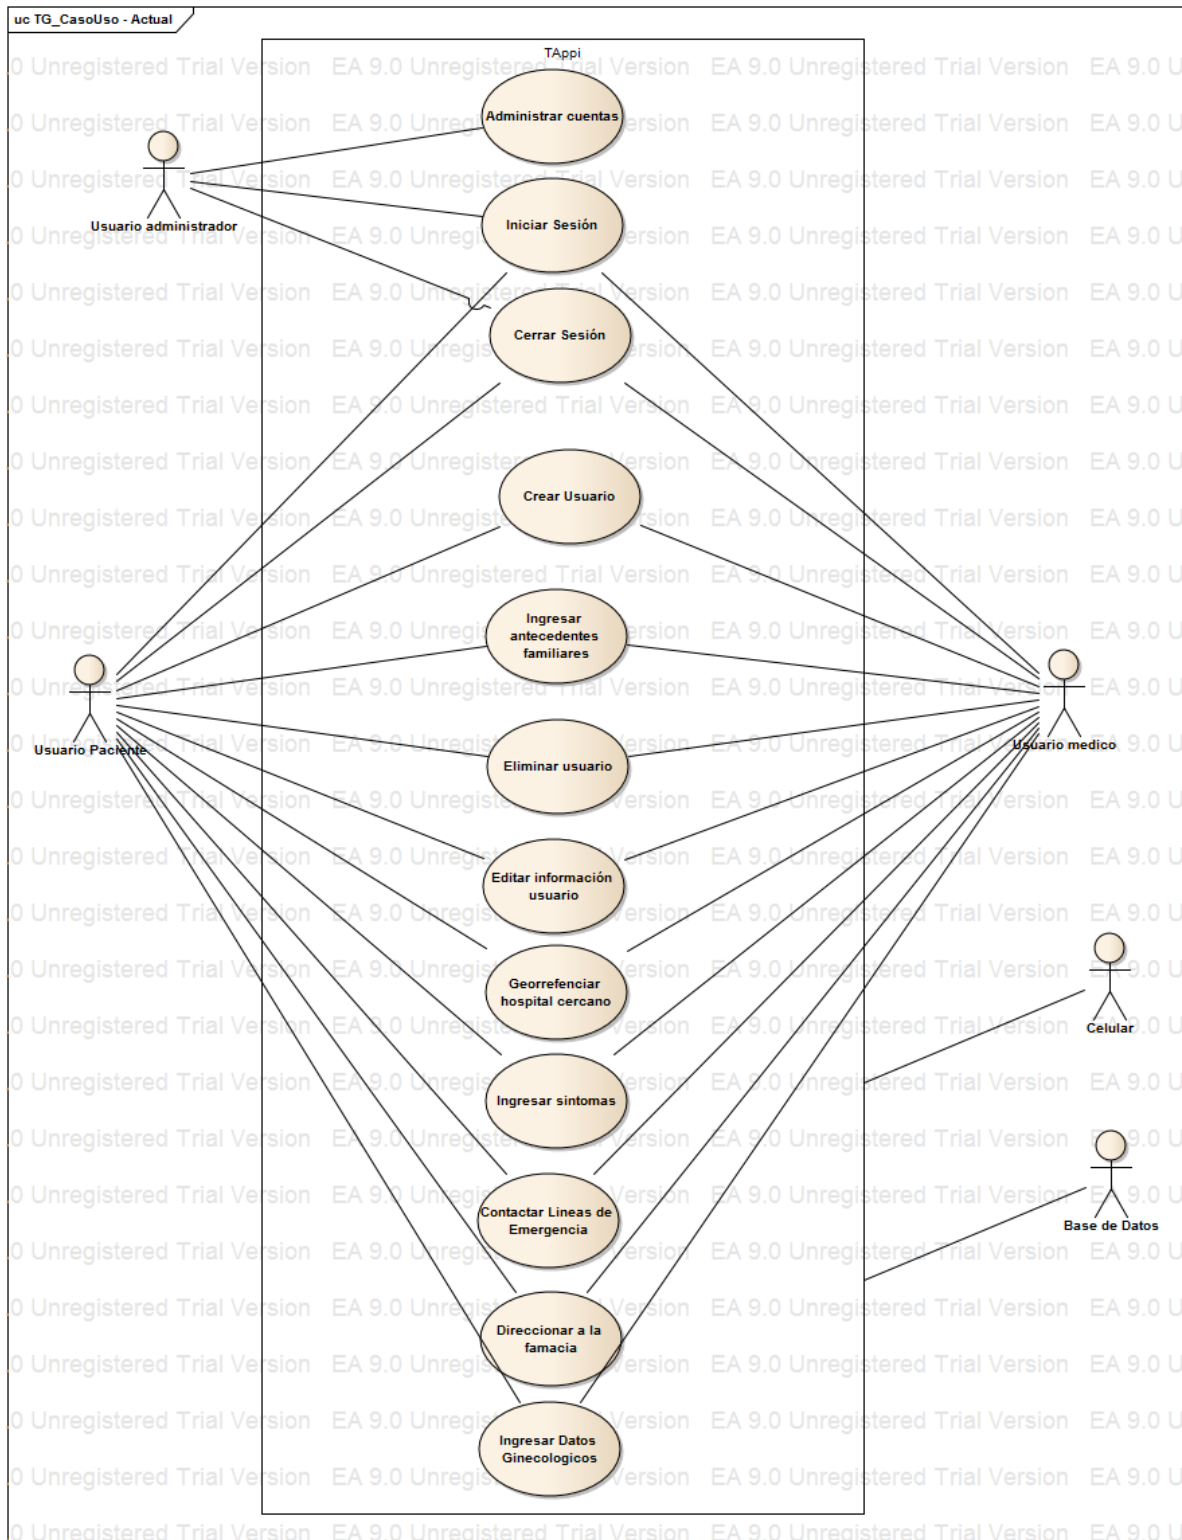 uc TG_CasoUso - Actual
TAppi
Administrar cuentas
Usuario administrador
Iniciar Sesión
Cerrar Sesión
Crear Usuario
Ingresar
antecedentes
familiares
Usuario Paciente
Usuario medico
Eliminar usuario
Editar información
usuario
Georrefenciar
hospital cercano
Celular
Ingresar sintomas
Contactar Lineas de
Emergencia
Base de Datos
Direccionar a la
famacia
Ingresar Datos
Ginecologicos
EA 9.0 Unregistered Trial Version